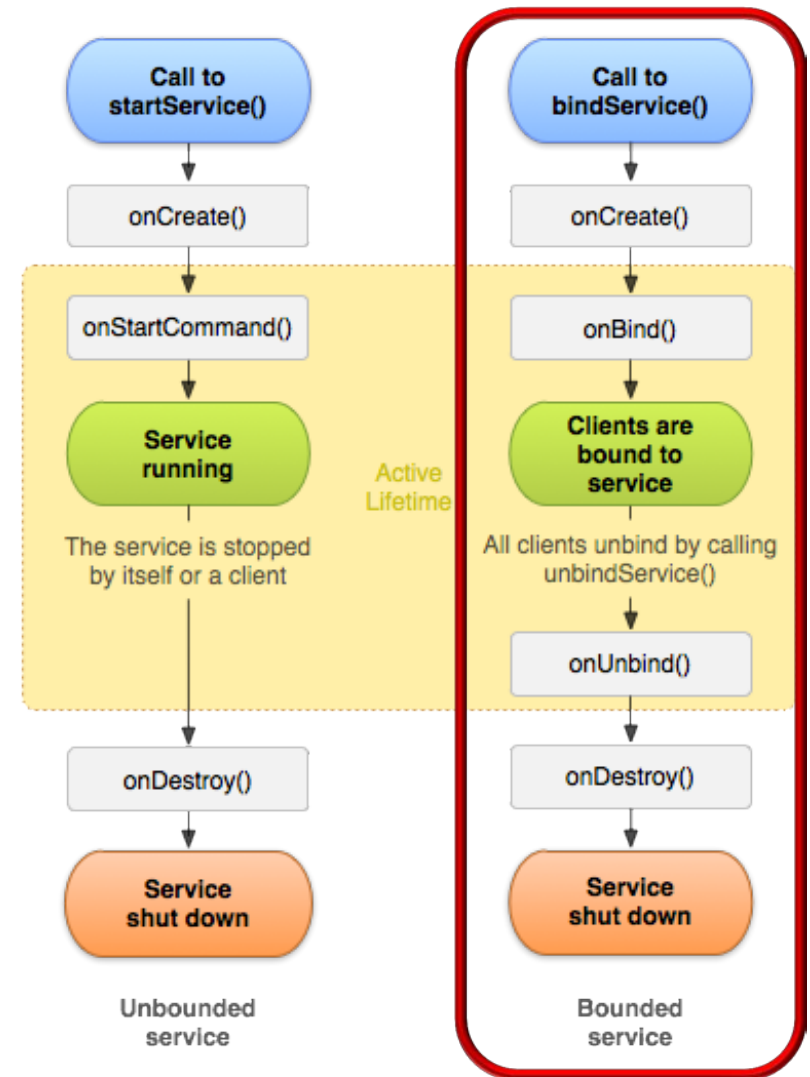 Call to
startService()
onCreate()
onStartCommand()
Service
running
The service is stopped
by itself or a client
onDestroy()
Service
shut down
Unbounded
service
Active
Lifetime
Call to
bindService()
onCreate()
onBind()
Clients are
bound to
service
All clients unbind by calling
unbindService()
onUnbind()
onDestroy()
Service
shut down
Bounded
service